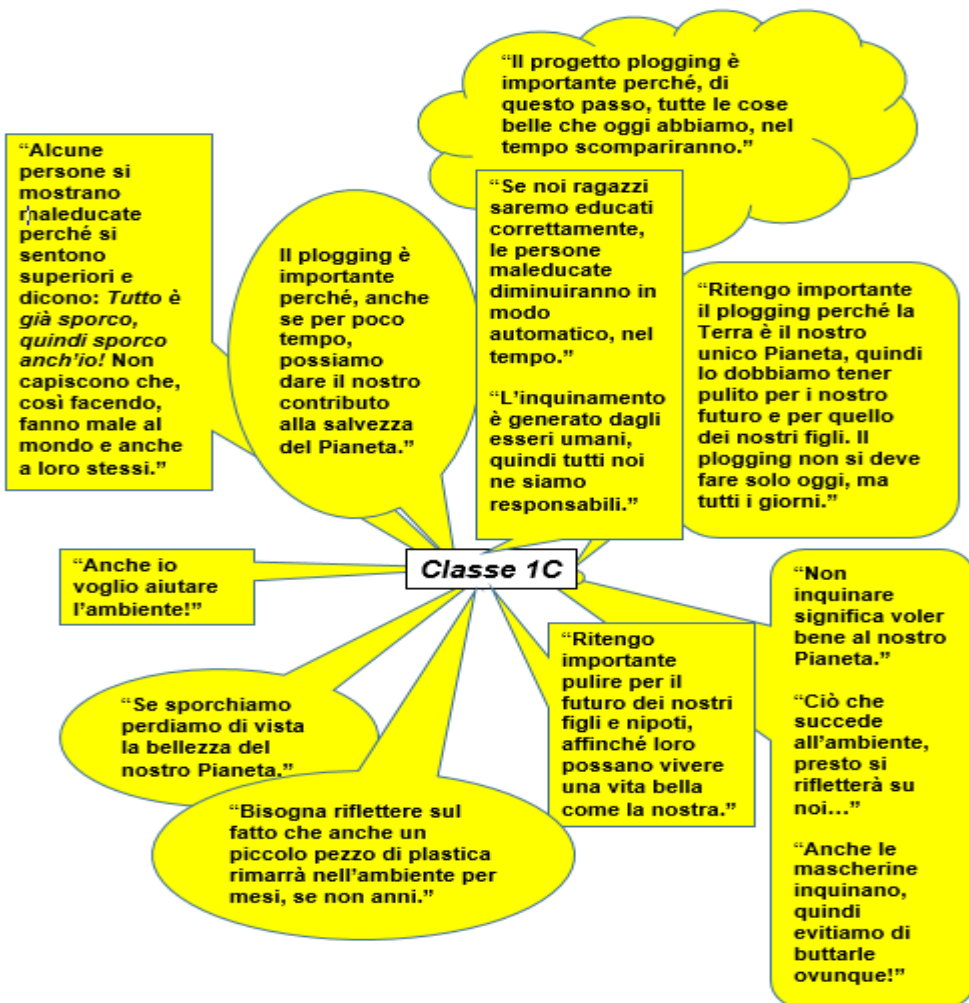 “Il progetto plogging è
importante perché, di
questo passo, tutte le cose
belle che oggi abbiamo, nel
tempo scompariranno.”
“Alcune
persone si
mostrano
maleducate
perché si
sentono
superiori e
dicono: Tutto è
già sporco,
quindi sporco
anch’io! Non
capiscono che,
così facendo,
fanno male al
mondo e anche
a loro stessi.”
Il plogging è
importante
perché, anche
se per poco
tempo,
possiamo
dare il nostro
contributo
alla salvezza
del Pianeta.”
“Se noi ragazzi
saremo educati
correttamente,
le persone
maleducate
diminuiranno in
modo
automatico, nel
tempo.”
“L’inquinamento
è generato dagli
esseri umani,
quindi tutti noi
ne siamo
responsabili.”
“Ritengo importante
il plogging perché la
Terra è il nostro
unico Pianeta, quindi
lo dobbiamo tener
pulito per i nostro
futuro e per quello
dei nostri figli. Il
plogging non si deve
fare solo oggi, ma
tutti i giorni.”
Classe 1C
“Anche io
voglio aiutare
l’ambiente!”
“Se sporchiamo
perdiamo di vista
la bellezza del
nostro Pianeta.”
“Bisogna riflettere sul
fatto che anche un
piccolo pezzo di plastica
rimarrà nell’ambiente per
mesi, se non anni.”
“Ritengo
importante
pulire per il
futuro dei nostri
figli e nipoti,
affinché loro
possano vivere
una vita bella
come la nostra.”
“Non
inquinare
significa voler
bene al nostro
Pianeta.”
“Ciò che
succede
all’ambiente,
presto si
rifletterà su
noi…”
“Anche le
mascherine
inquinano,
quindi
evitiamo di
buttarle
ovunque!”